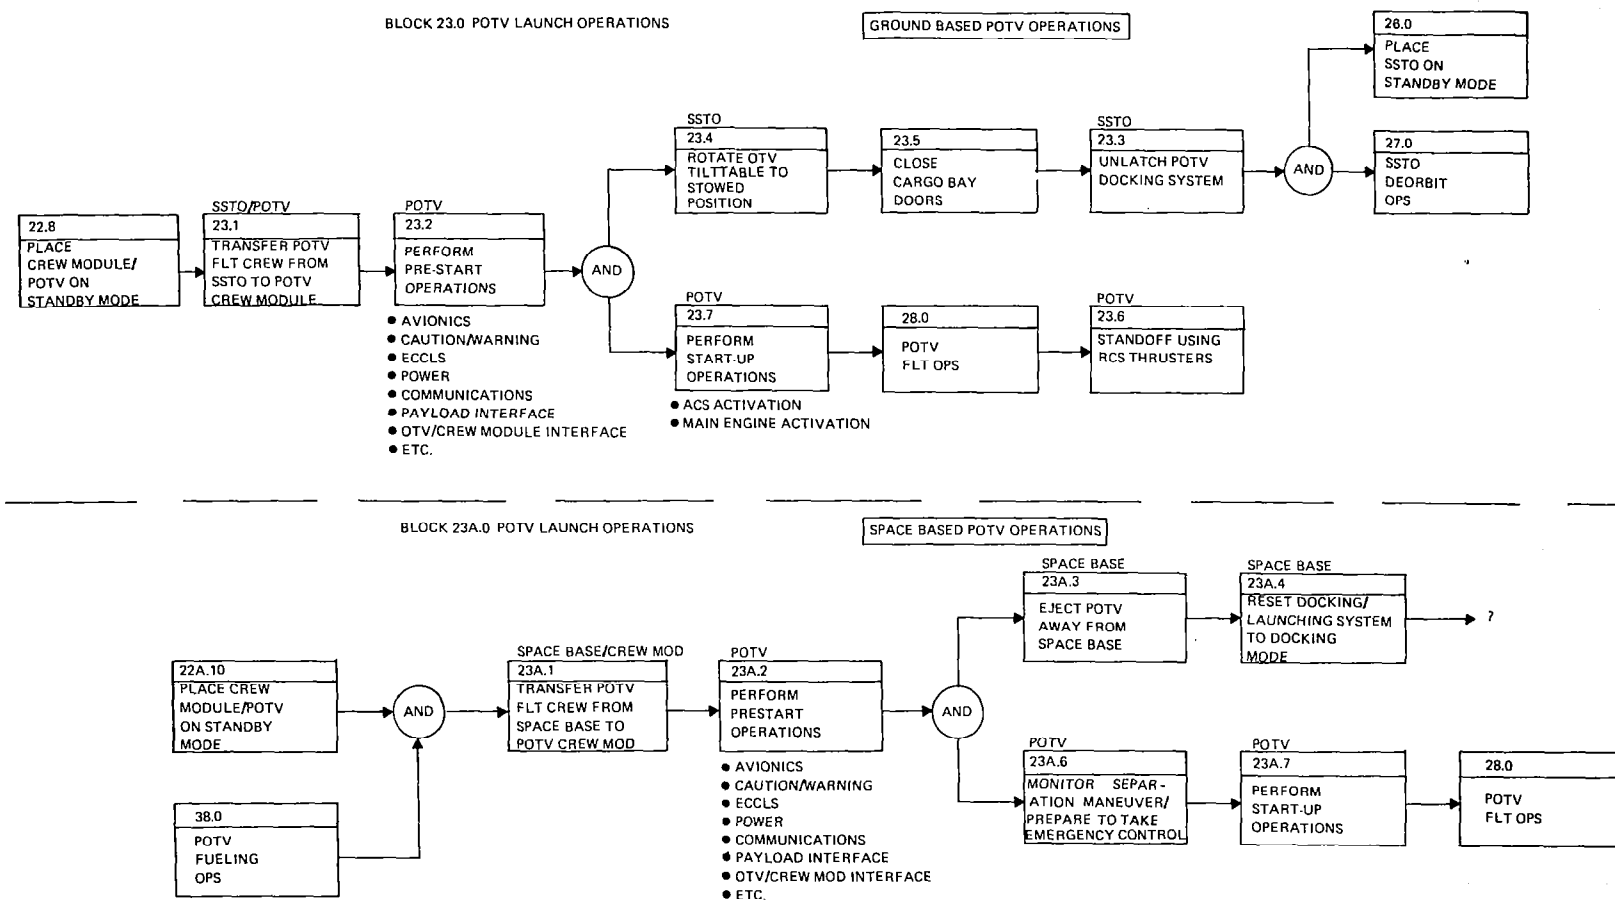 BLOCK 23.0 POTV LAUNCH OPERATIONS
GROUND BASED POTV OPERATIONS
26.0
PLACE
SSTO ON
STANDBY MODE
SSTO
23.4
ROTATE OTV
TILTTABLE TO
STOWED
POSITION
23.5
CLOSE
CARGO BAY
DOORS
SSTO
23.3
UNLATCH POTV
DOCKING SYSTEM
AND
27.0
SSTO
DEORBIT
OPS
22.8
PLACE
CREW MODULE/
POTV ON
STANDBY MODE
SSTO/POTV
23.1
TRANSFER POTV
FLT CREW FROM
SSTO TO POTV
CREW MODULE
POTV
23.2
PERFORM
PRE-START
OPERATIONS
● AVIONICS
● CAUTION/WARNING
● ECCLS
● POWER
● COMMUNICATIONS
● PAYLOAD INTERFACE
● OTV/CREW MODULE INTERFACE
● ETC.
AND
POTV
23.7
PERFORM
START-UP
OPERATIONS
● ACS ACTIVATION
● MAIN ENGINE ACTIVATION
28.0
POTV
FLT OPS
POTV
23.6
STANDOFF USING
RCS THRUSTERS
BLOCK 23A.0 POTV LAUNCH OPERATIONS
SPACE BASED POTV OPERATIONS
SPACE BASE
23A.3
EJECT POTV
AWAY FROM
SPACE BASE
SPACE BASE
23A.4
RESET DOCKING/
LAUNCHING SYSTEM
TO DOCKING
MODE
?
22A.10
PLACE CREW
MODULE/POTV
ON STANDBY
MODE
AND
SPACE BASE/CREW MOD
23A.1
TRANSFER POTV
FLT CREW FROM
SPACE BASE TO
POTV CREW MOD
POTV
23A.2
PERFORM
PRESTART
OPERATIONS
● AVIONICS
● CAUTION/WARNING
● ECCLS
● POWER
● COMMUNICATIONS
● PAYLOAD INTERFACE
● OTV/CREW MOD INTERFACE
● ETC.
AND
38.0
POTV
FUELING
OPS
POTV
23A.6
MONITOR SEPAR-
ATION MANEUVER/
PREPARE TO TAKE
EMERGENCY CONTROL
POTV
23A.7
PERFORM
START-UP
OPERATIONS
28.0
POTV
FLT OPS